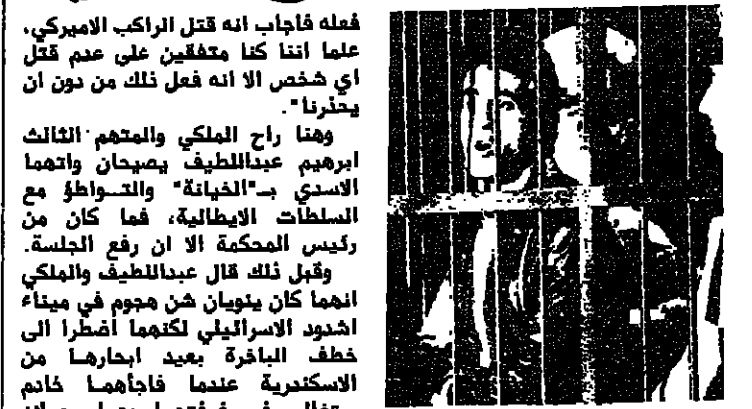 فعله فاجاب انه قتل الراكب الاميركي،
علما اننا كنا متفقين على عدم قتل
اي شخص الا انه فعل ذلك من دون ان
يحذرنا".
وهنا راح الملكي والمتهم الثالث
ابرهيم عبداللطيف يصيحان واتهما
الاسدي بـ"الخيانة" والتـواطؤ مع
السلطات الايطالية، فما كان من
رئيس المحكمة الا ان رفع الجلسة.
وقبل ذلك قال عبداللطيف والملكي
انهما كان ينويان شن هجوم في ميناء
اشدود الاسرائيلي لكنهما اضطرا الى
خطف الباخرة بعيد ابحارهـا من
الاسكندرية عندما فاجأهمـا خادم